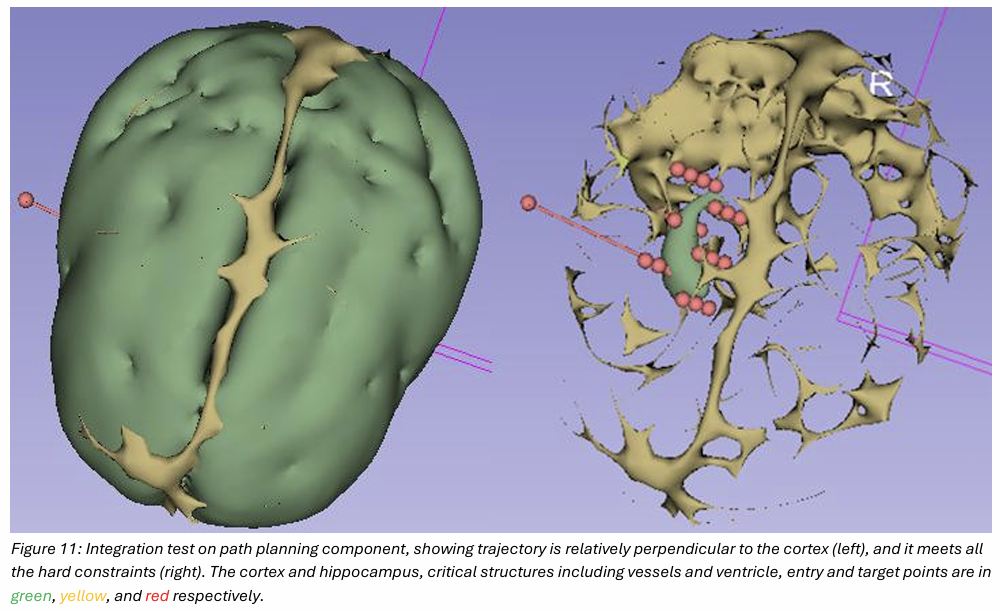 R
Figure 11: Integration test on path planning component, showing trajectory is relatively perpendicular to the cortex (left), and it meets all
the hard constraints (right). The cortex and hippocampus, critical structures including vessels and ventricle, entry and target points are in
green, yellow, and red respectively.